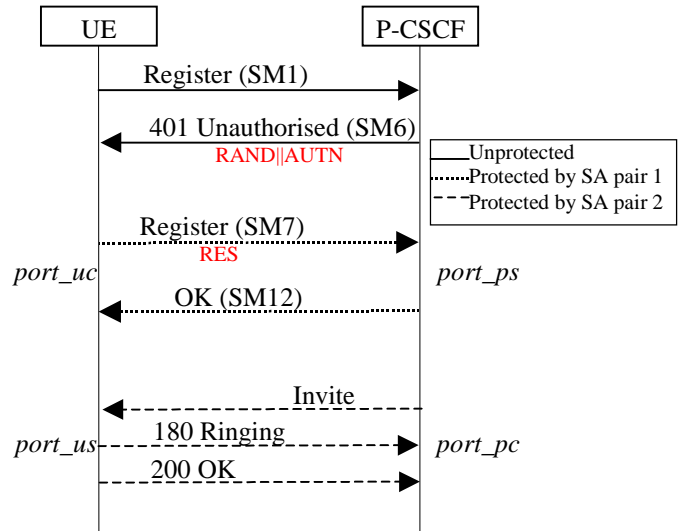 UE
P-CSCF
Register (SM1)
401 Unauthorised (SM6)
RAND||AUTN
Unprotected
Protected by SA pair 1
Protected by SA pair 2
Register (SM7)
RES
port_uc
port_ps
OK (SM12)
Invite
180 Ringing
port_us
port_pc
200 OK